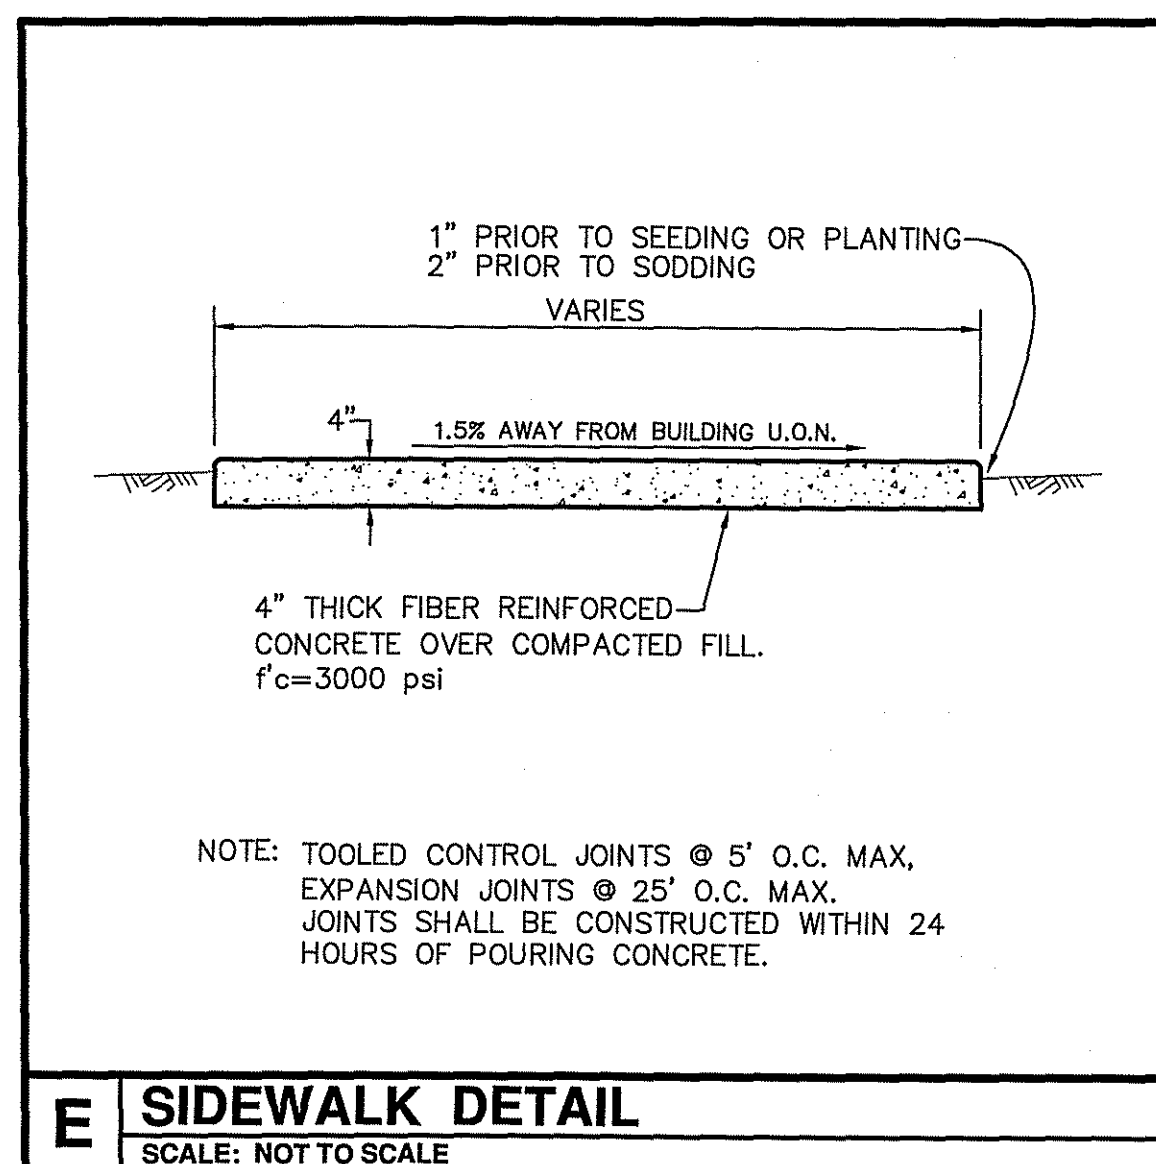 1" PRIOR TO SEEDING OR PLANTING
2" PRIOR TO SODDING
VARIES
4"
1.5% AWAY FROM BUILDING U.O.N.
4" THICK FIBER REINFORCED
CONCRETE OVER COMPACTED FILL.
f'c=3000 psi
NOTE: TOOLED CONTROL JOINTS @ 5' O.C. MAX,
EXPANSION JOINTS @ 25' O.C. MAX.
JOINTS SHALL BE CONSTRUCTED WITHIN 24
HOURS OF POURING CONCRETE.
E
SIDEWALK DETAIL
SCALE: NOT TO SCALE